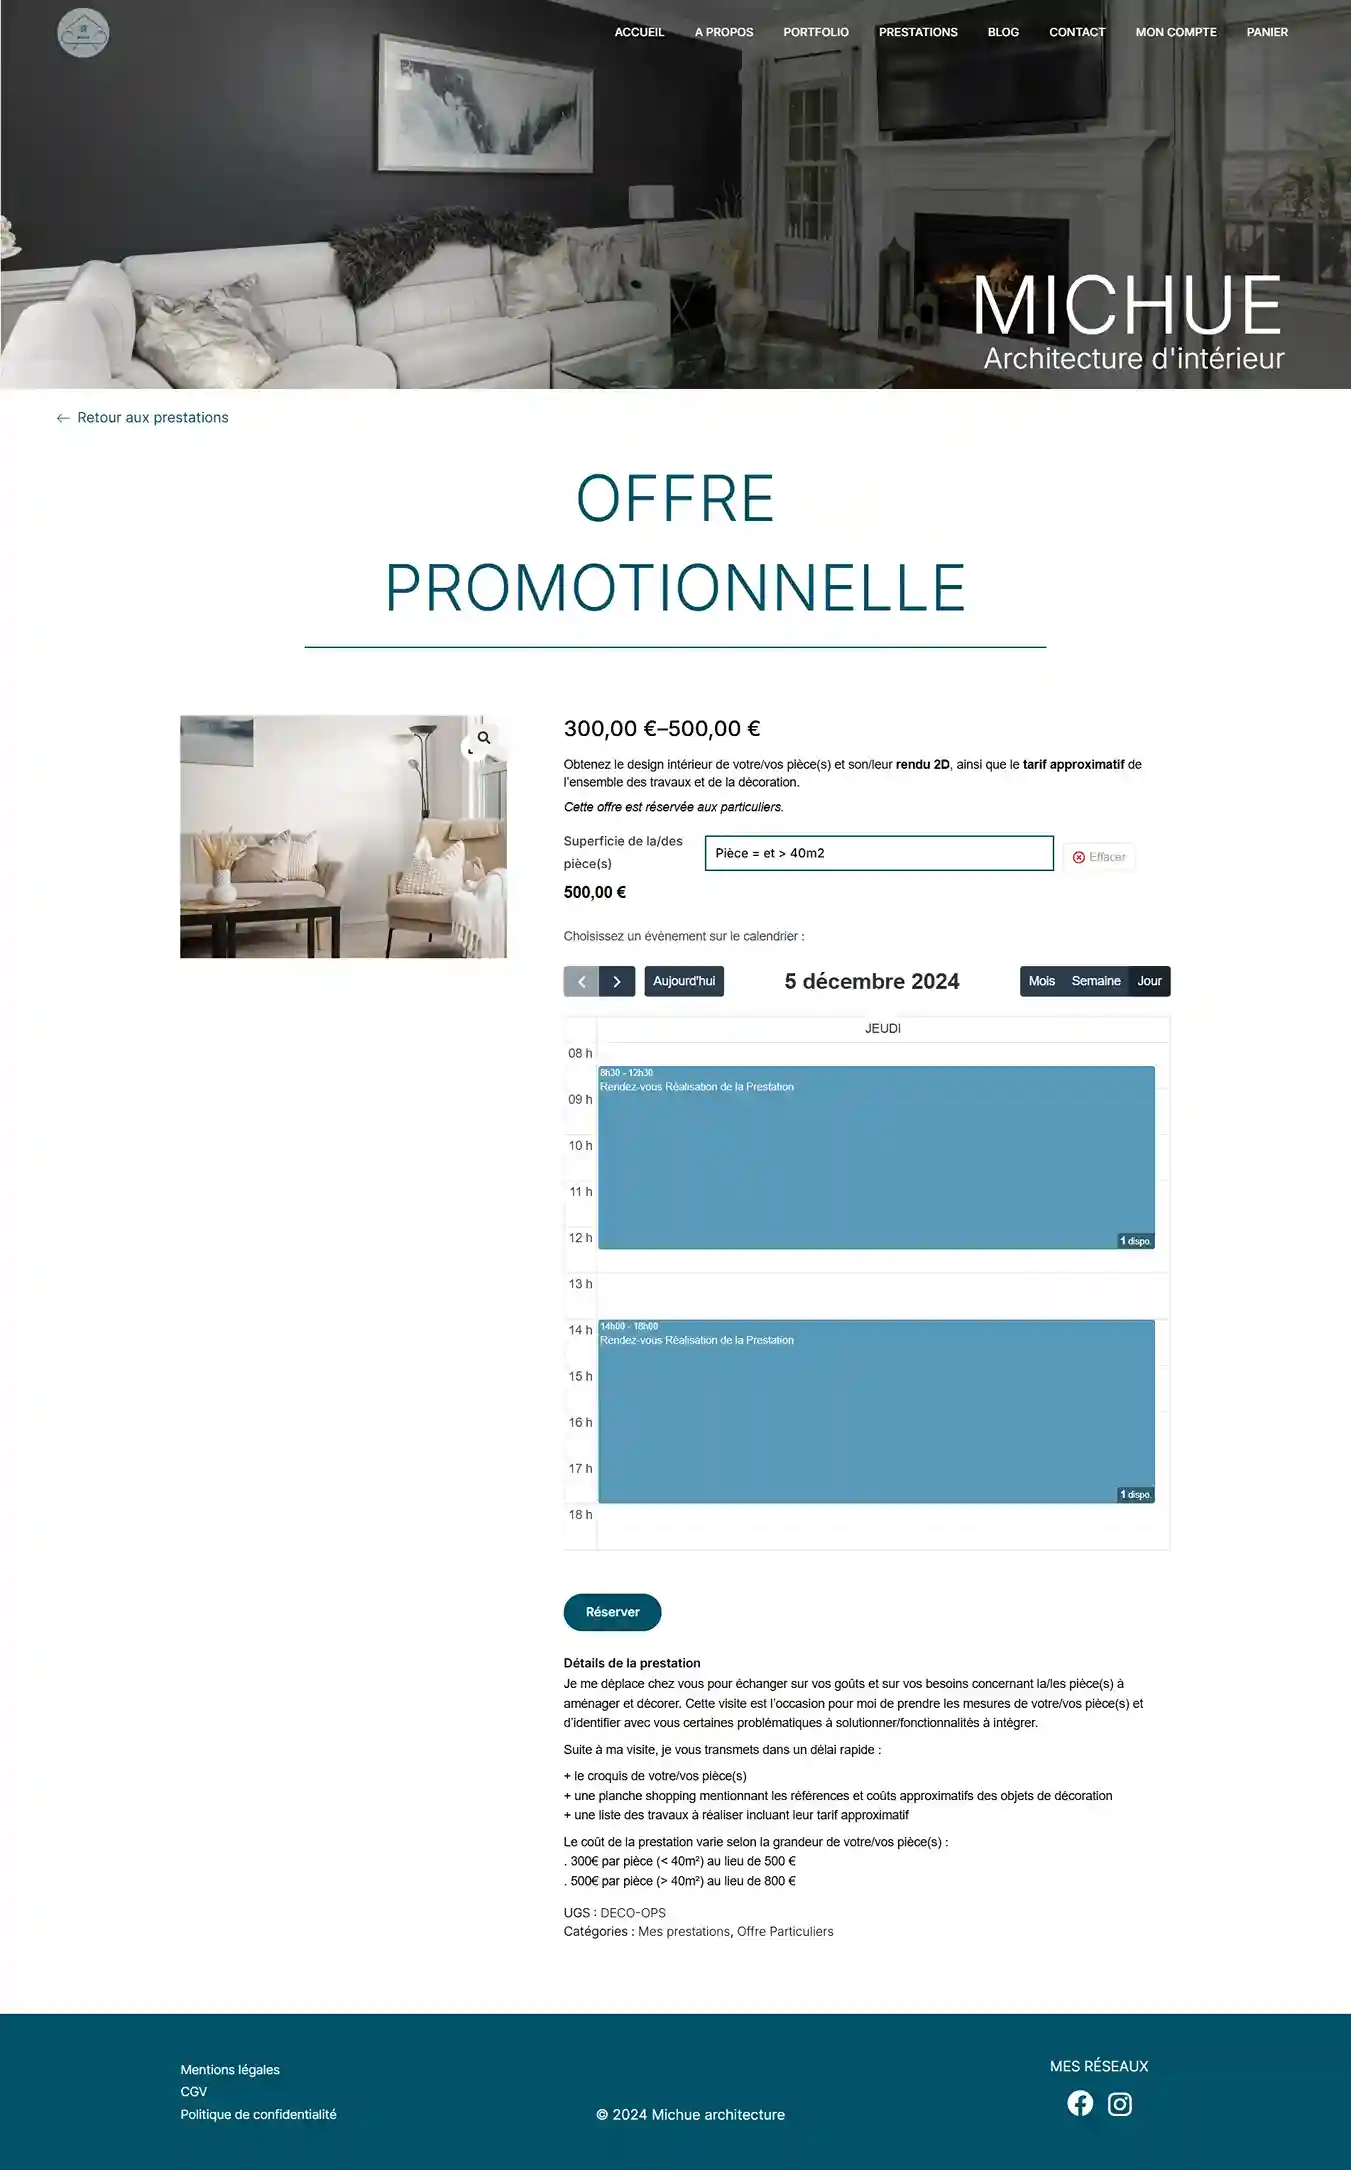 ACCUEIL A PROPOS PORTFOLIO PRESTATIONS BLOG CONTACT MON COMPTE PANIER
MICHUE
Architecture d'intérieur
← Retour aux prestations
OFFRE
PROMOTIONNELLE
300,00 €–500,00 €
Obtenez le design intérieur de votre/vos pièce(s) et son/leur rendu 2D, ainsi que le tarif approximatif de
l'ensemble des travaux et de la décoration.
Cette offre est réservée aux particuliers.
Superficie de la/des
pièce(s)
Pièce = et > 40m2
Effacer
500,00 €
Choisissez un évènement sur le calendrier :
Aujourd'hui
5 décembre 2024
Mois Semaine Jour
JEUDI
08 h
8h30 - 12h30
Rendez-vous Réalisation de la Prestation
09 h
10 h
11 h
12 h
1 dispo.
13 h
14 h
14h00 - 18h00
Rendez-vous Réalisation de la Prestation
15 h
16 h
17 h
1 dispo.
18 h
Réserver
Détails de la prestation
Je me déplace chez vous pour échanger sur vos goûts et sur vos besoins concernant la/les pièce(s) à
aménager et décorer. Cette visite est l'occasion pour moi de prendre les mesures de votre/vos pièce(s) et
d'identifier avec vous certaines problématiques à solutionner/fonctionnalités à intégrer.
Suite à ma visite, je vous transmets dans un délai rapide :
+ le croquis de votre/vos pièce(s)
+ une planche shopping mentionnant les références et coûts approximatifs des objets de décoration
+ une liste des travaux à réaliser incluant leur tarif approximatif
Le coût de la prestation varie selon la grandeur de votre/vos pièce(s) :
. 300€ par pièce (< 40m²) au lieu de 500 €
. 500€ par pièce (> 40m²) au lieu de 800 €
UGS : DECO-OPS
Catégories : Mes prestations, Offre Particuliers
Mentions légales
CGV
Politique de confidentialité
© 2024 Michue architecture
MES RÉSEAUX